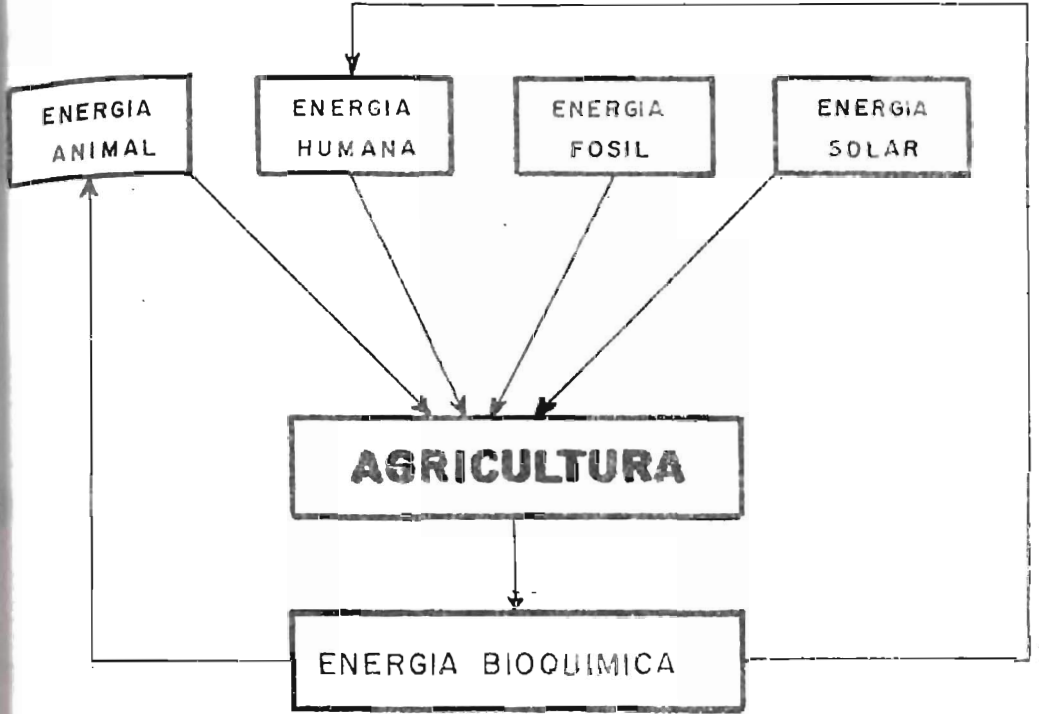 ENERGIA
ANIMAL
ENERGIA
HUMANA
ENERGIA
FOSIL
ENERGIA
SOLAR
AGRICULTURA
ENERGIA BIOQUIMICA